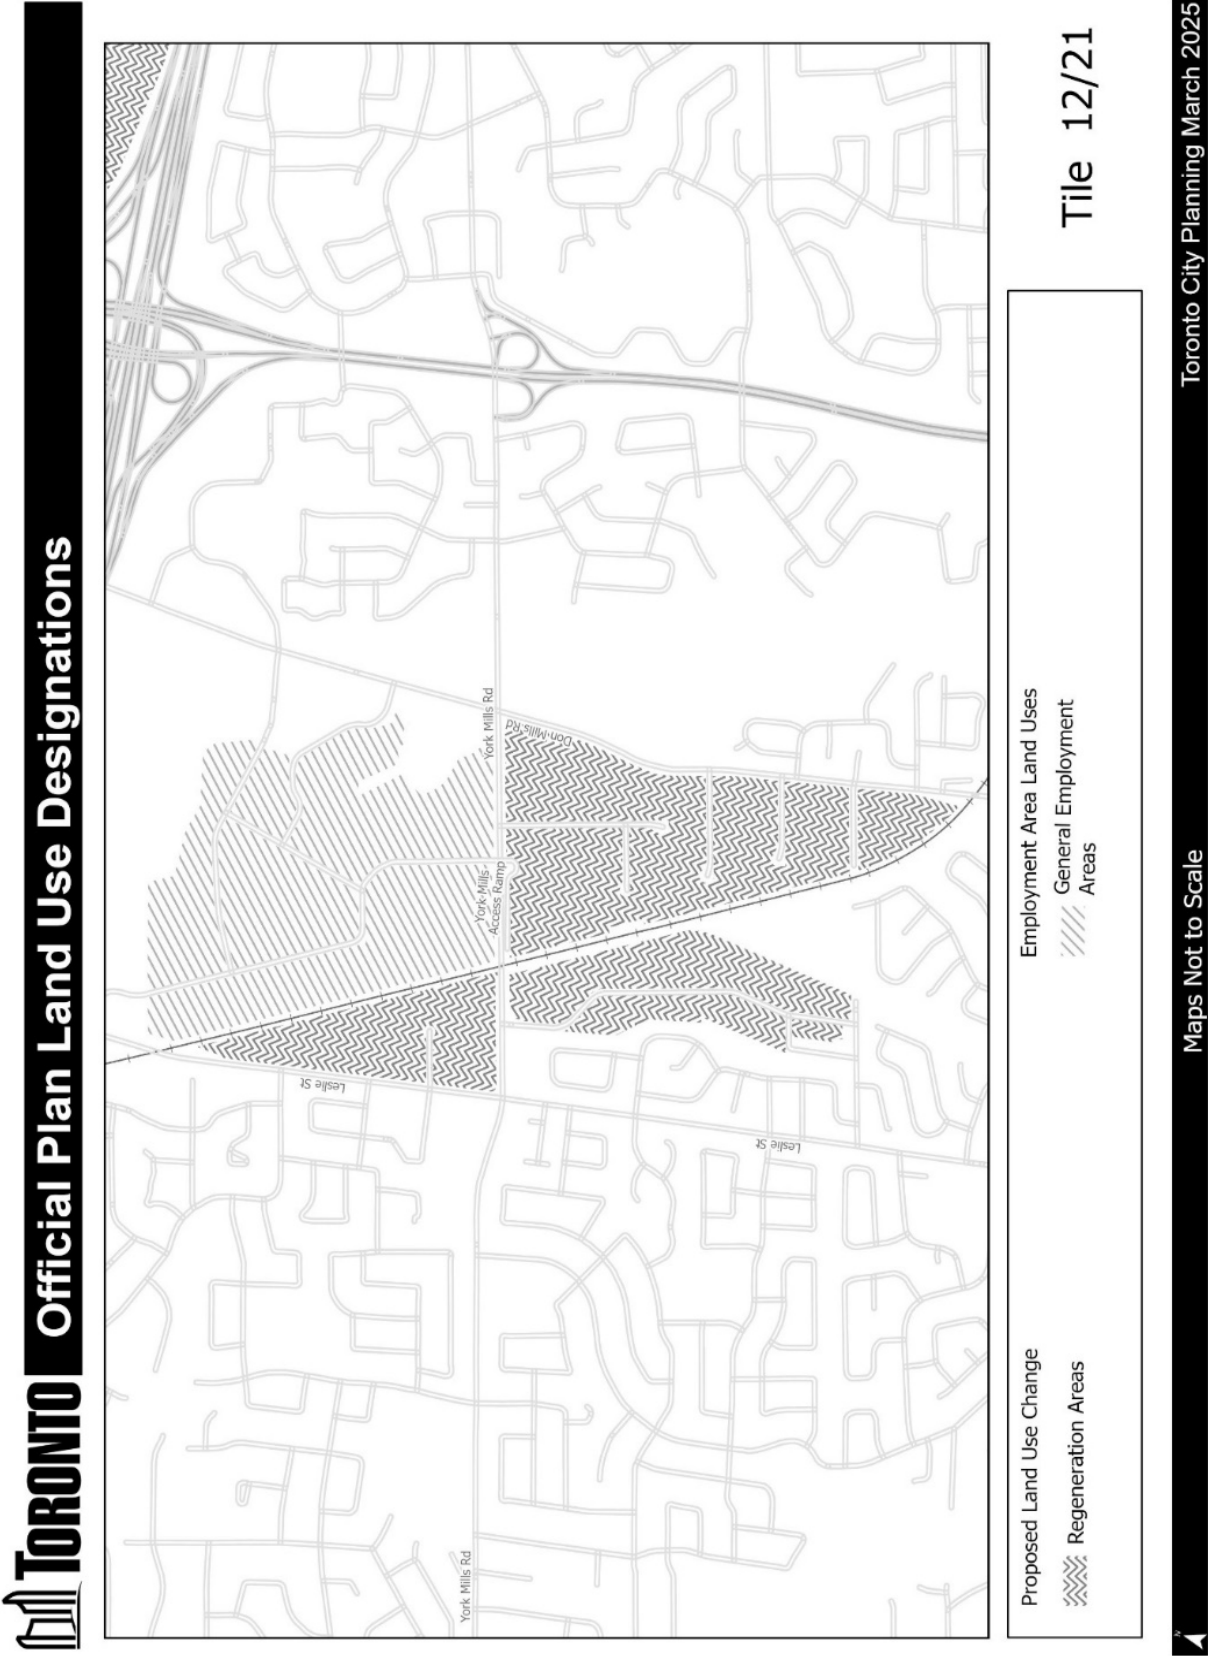 TORONTO Official Plan Land Use Designations
York Mills Rd
Don Mills Rd
York Mills
Access Ramp
Leslie St
Leslie St
York Mills Rd
Proposed Land Use Change
Regeneration Areas
Employment Area Land Uses
General Employment
Areas
Tile 12/21
N
Maps Not to Scale
Toronto City Planning March 2025